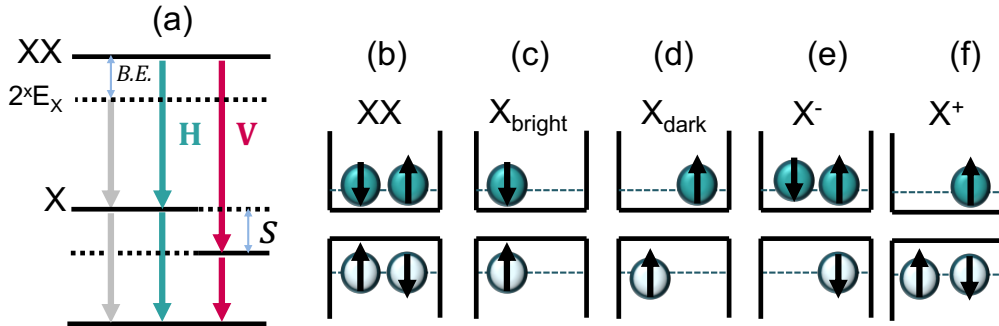 (a)
XX
B.E.
2ˣEX
H
V
X
S
(b)
(c)
(d)
(e)
(f)
XX
Xbright
Xdark
X-
X+